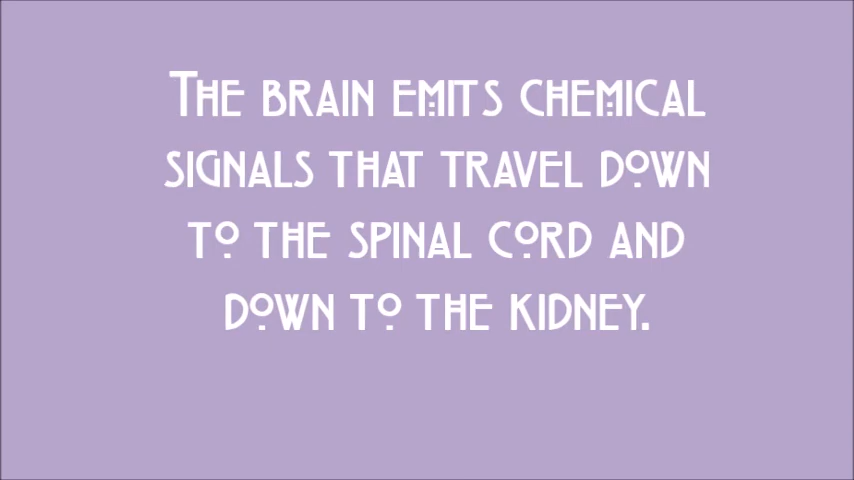 The brain emits chemical
signals that travel down
to the spinal cord and
down to the kidney.